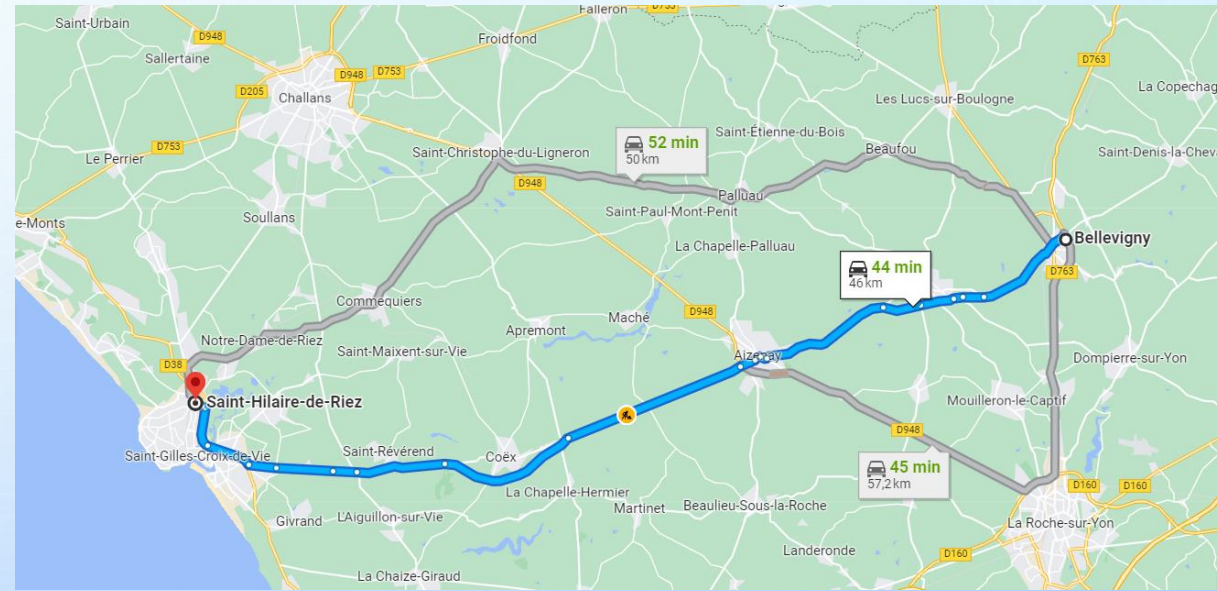 Saint-Urbain
Falleron
D948
Froidfond
Sallertaine
D948
D753
D763
D205
Challans
La Copechag
Les Lucs-sur-Boulogne
D753
52 min
50 km
Saint-Étienne-du-Bois
Le Perrier
Saint-Christophe-du-Ligneron
Beaufou
Saint-Denis-la-Cheva
D948
Palluau
Soullans
Saint-Paul-Mont-Penit
e-Monts
Bellevigny
La Chapelle-Palluau
44 min
46 km
D763
Commequiers
D948
Maché
Apremont
Notre-Dame-de-Riez
Saint-Maixent-sur-Vie
Aizenay
Dompierre-sur-Yon
D38
Saint-Hilaire-de-Riez
Mouilleron-le-Captif
D948
Saint-Révérend
Coëx
Saint-Gilles-Croix-de-Vie
45 min
57,2 km
D160
D160
La Chapelle-Hermier
Martinet
Beaulieu-Sous-la-Roche
Givrand
L'Aiguillon-sur-Vie
La Roche-sur-Yon
Landeronde
D160
La Chaize-Giraud